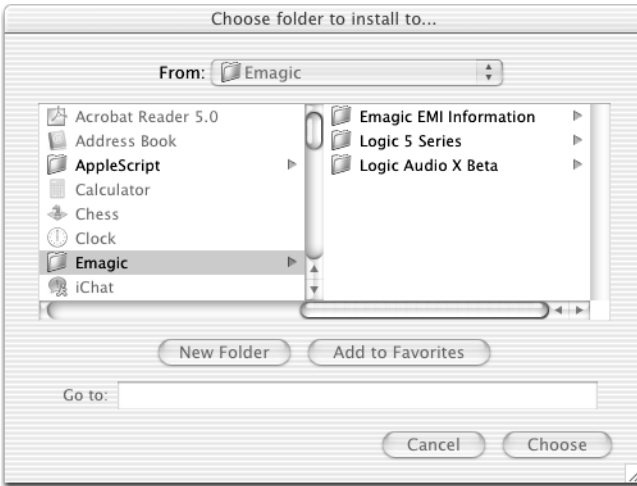 Choose folder to install to...
From: Emagic
Acrobat Reader 5.0
Address Book
AppleScript
Calculator
Chess
Clock
Emagic
iChat
Emagic EMI Information
Logic 5 Series
Logic Audio X Beta
New Folder
Add to Favorites
Go to:
Cancel
Choose